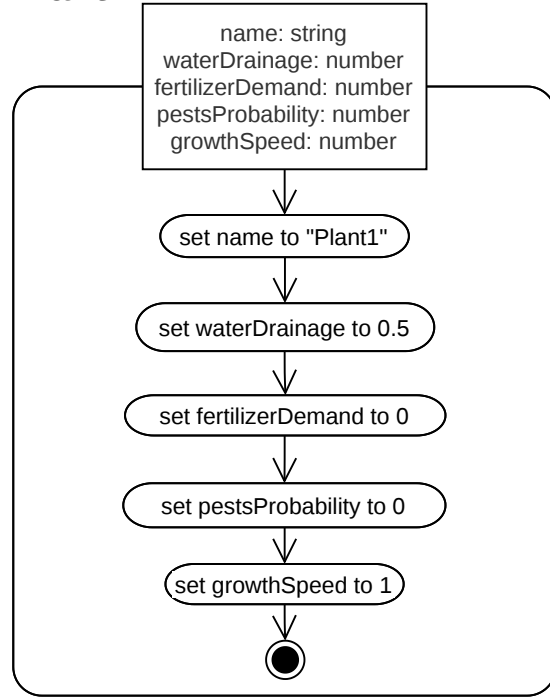 name: string
waterDrainage: number
fertilizerDemand: number
pestsProbability: number
growthSpeed: number
set name to "Plant1"
set waterDrainage to 0.5
set fertilizerDemand to 0
set pestsProbability to 0
set growthSpeed to 1